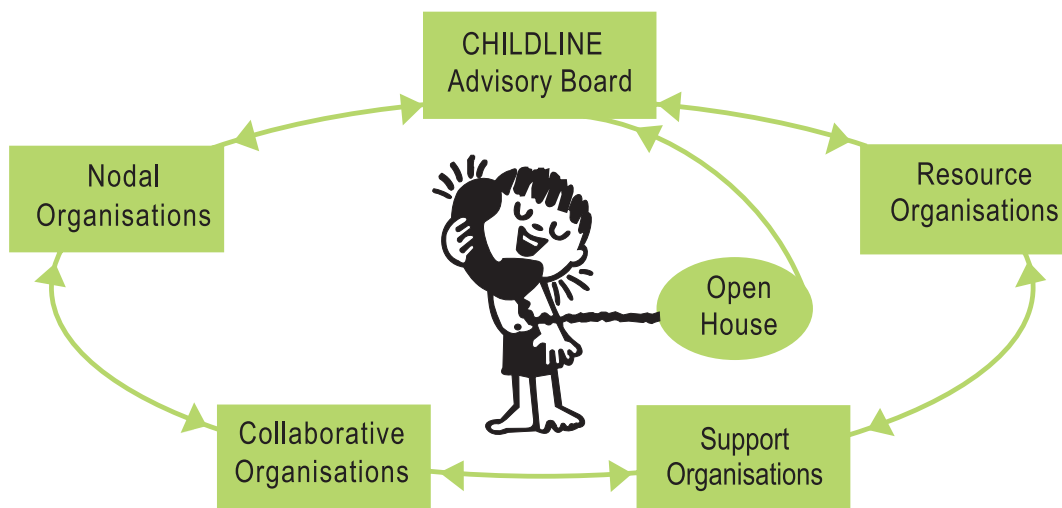 CHILDLINE
Advisory Board
Nodal
Organisations
Resource
Organisations
Open
House
Collaborative
Organisations
Support
Organisations